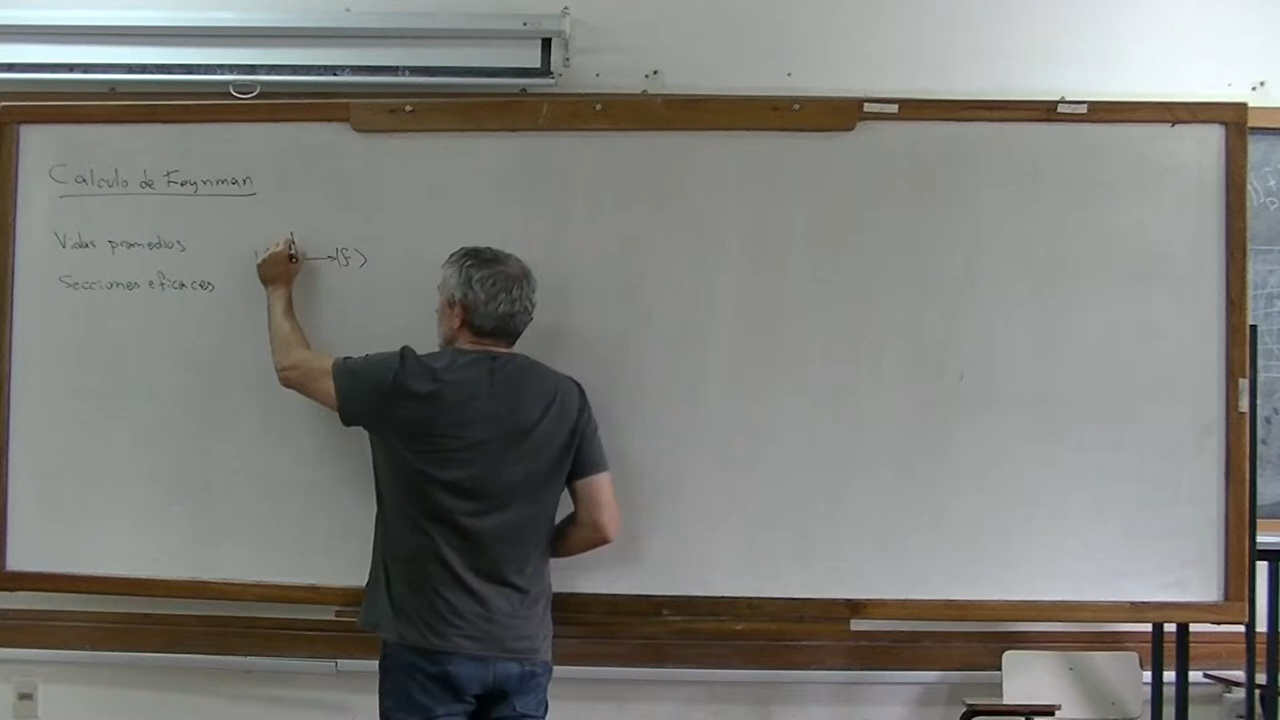 Calculo de Feynman
Vidas promedios
→ |f⟩
Secciones eficaces